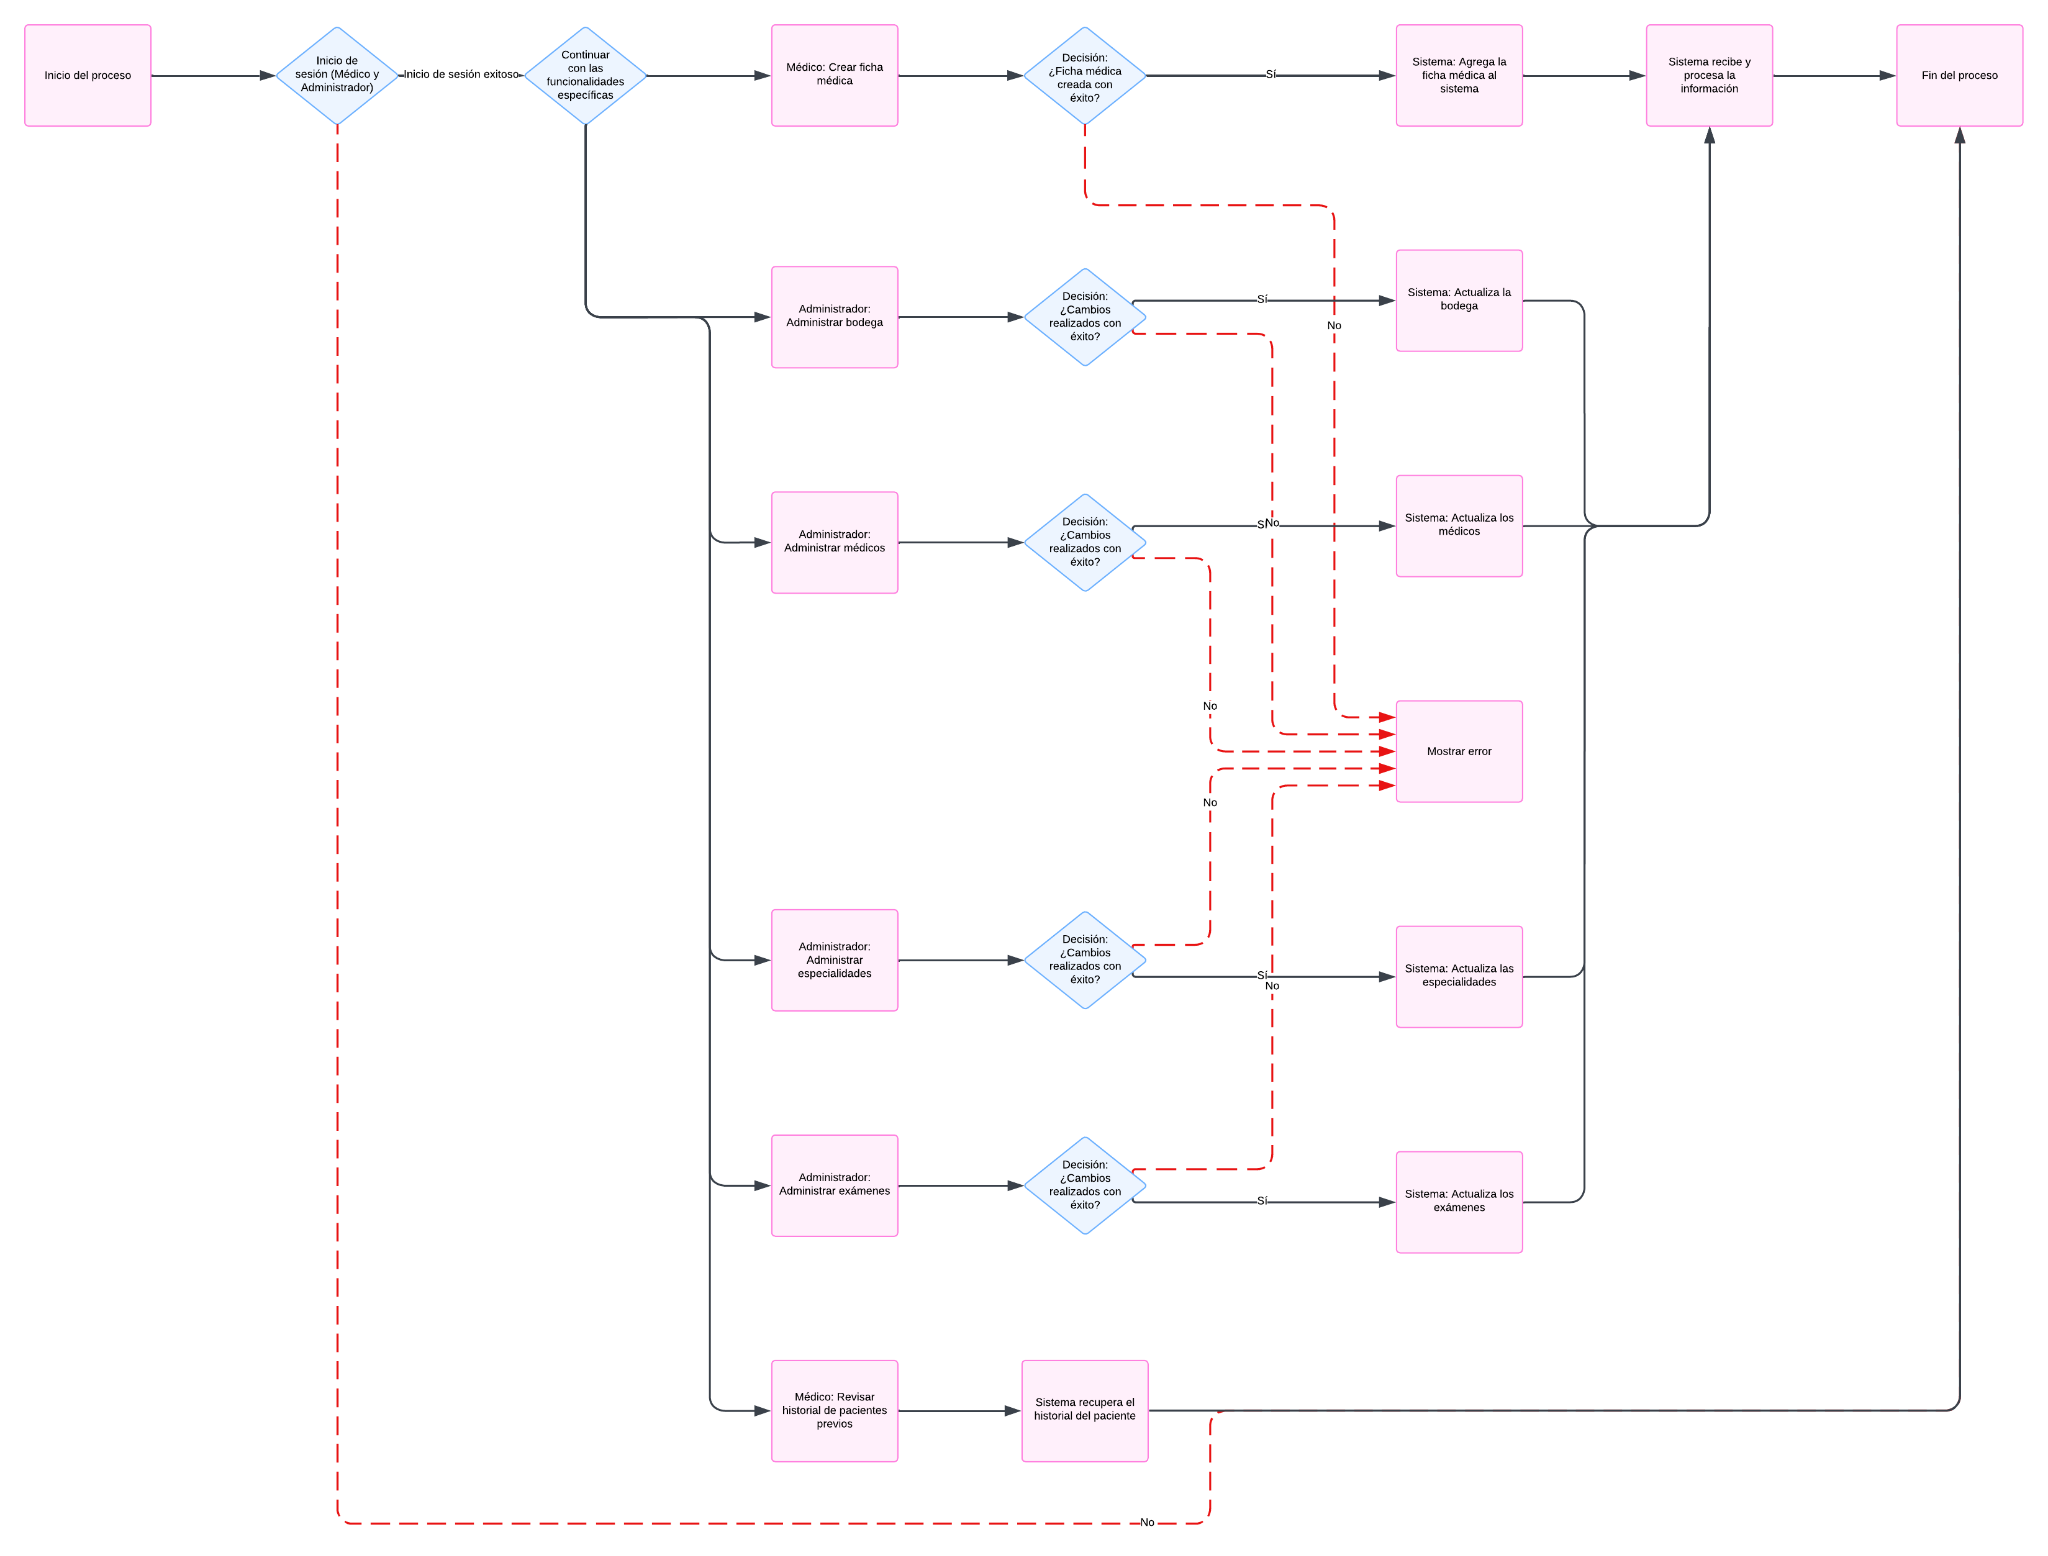 Inicio del proceso
Inicio de
sesión (Médico y
Administrador)
Inicio de sesión exitoso
Continuar
con las
funcionalidades
específicas
Médico: Crear ficha
médica
Decisión:
¿Ficha médica
creada con
éxito?
Sí
Sistema: Agrega la
ficha médica al
sistema
Sistema recibe y
procesa la
información
Fin del proceso
Administrador:
Administrar bodega
Decisión:
¿Cambios
realizados con
éxito?
Sí
No
Sistema: Actualiza la
bodega
Administrador:
Administrar médicos
Decisión:
¿Cambios
realizados con
éxito?
Sí
No
Sistema: Actualiza los
médicos
No
Mostrar error
No
Administrador:
Administrar
especialidades
Decisión:
¿Cambios
realizados con
éxito?
Sí
No
Sistema: Actualiza las
especialidades
Administrador:
Administrar exámenes
Decisión:
¿Cambios
realizados con
éxito?
Sí
Sistema: Actualiza los
exámenes
Médico: Revisar
historial de pacientes
previos
Sistema recupera el
historial del paciente
No